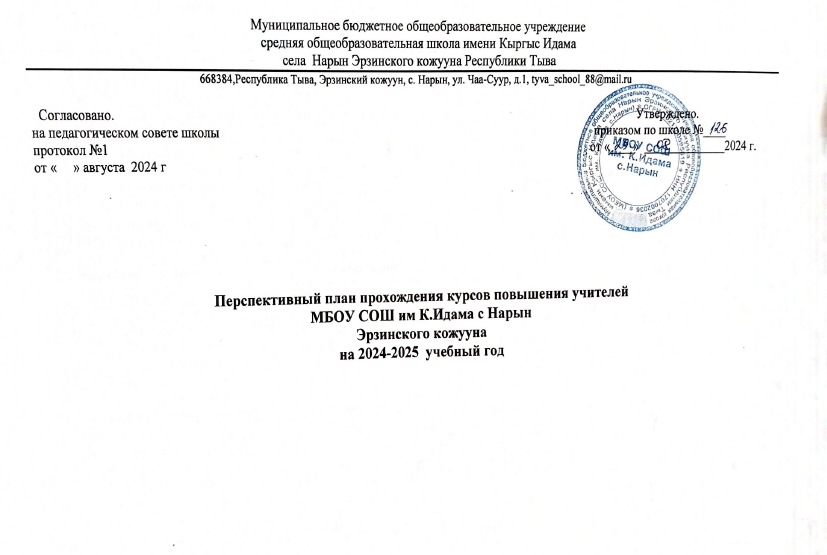 Муниципальное бюджетное общеобразовательное учреждение
средняя общеобразовательная школа имени Кыргыс Идама
села Нарын Эрзинского кожууна Республики Тыва
668384,Республика Тыва, Эрзинский кожуун, с. Нарын, ул. Чаа-Суур, д.1, tyva_school_88@mail.ru
Согласовано.
на педагогическом совете школы
протокол №1
от « » августа 2024 г
Утверждено.
приказом по школе № 126
от « » 08 2024 г.
МБОУ СОШ
им. К.Идама
с.Нарын
Перспективный план прохождения курсов повышения учителей
МБОУ СОШ им К.Идама с Нарын
Эрзинского кожууна
на 2024-2025 учебный год